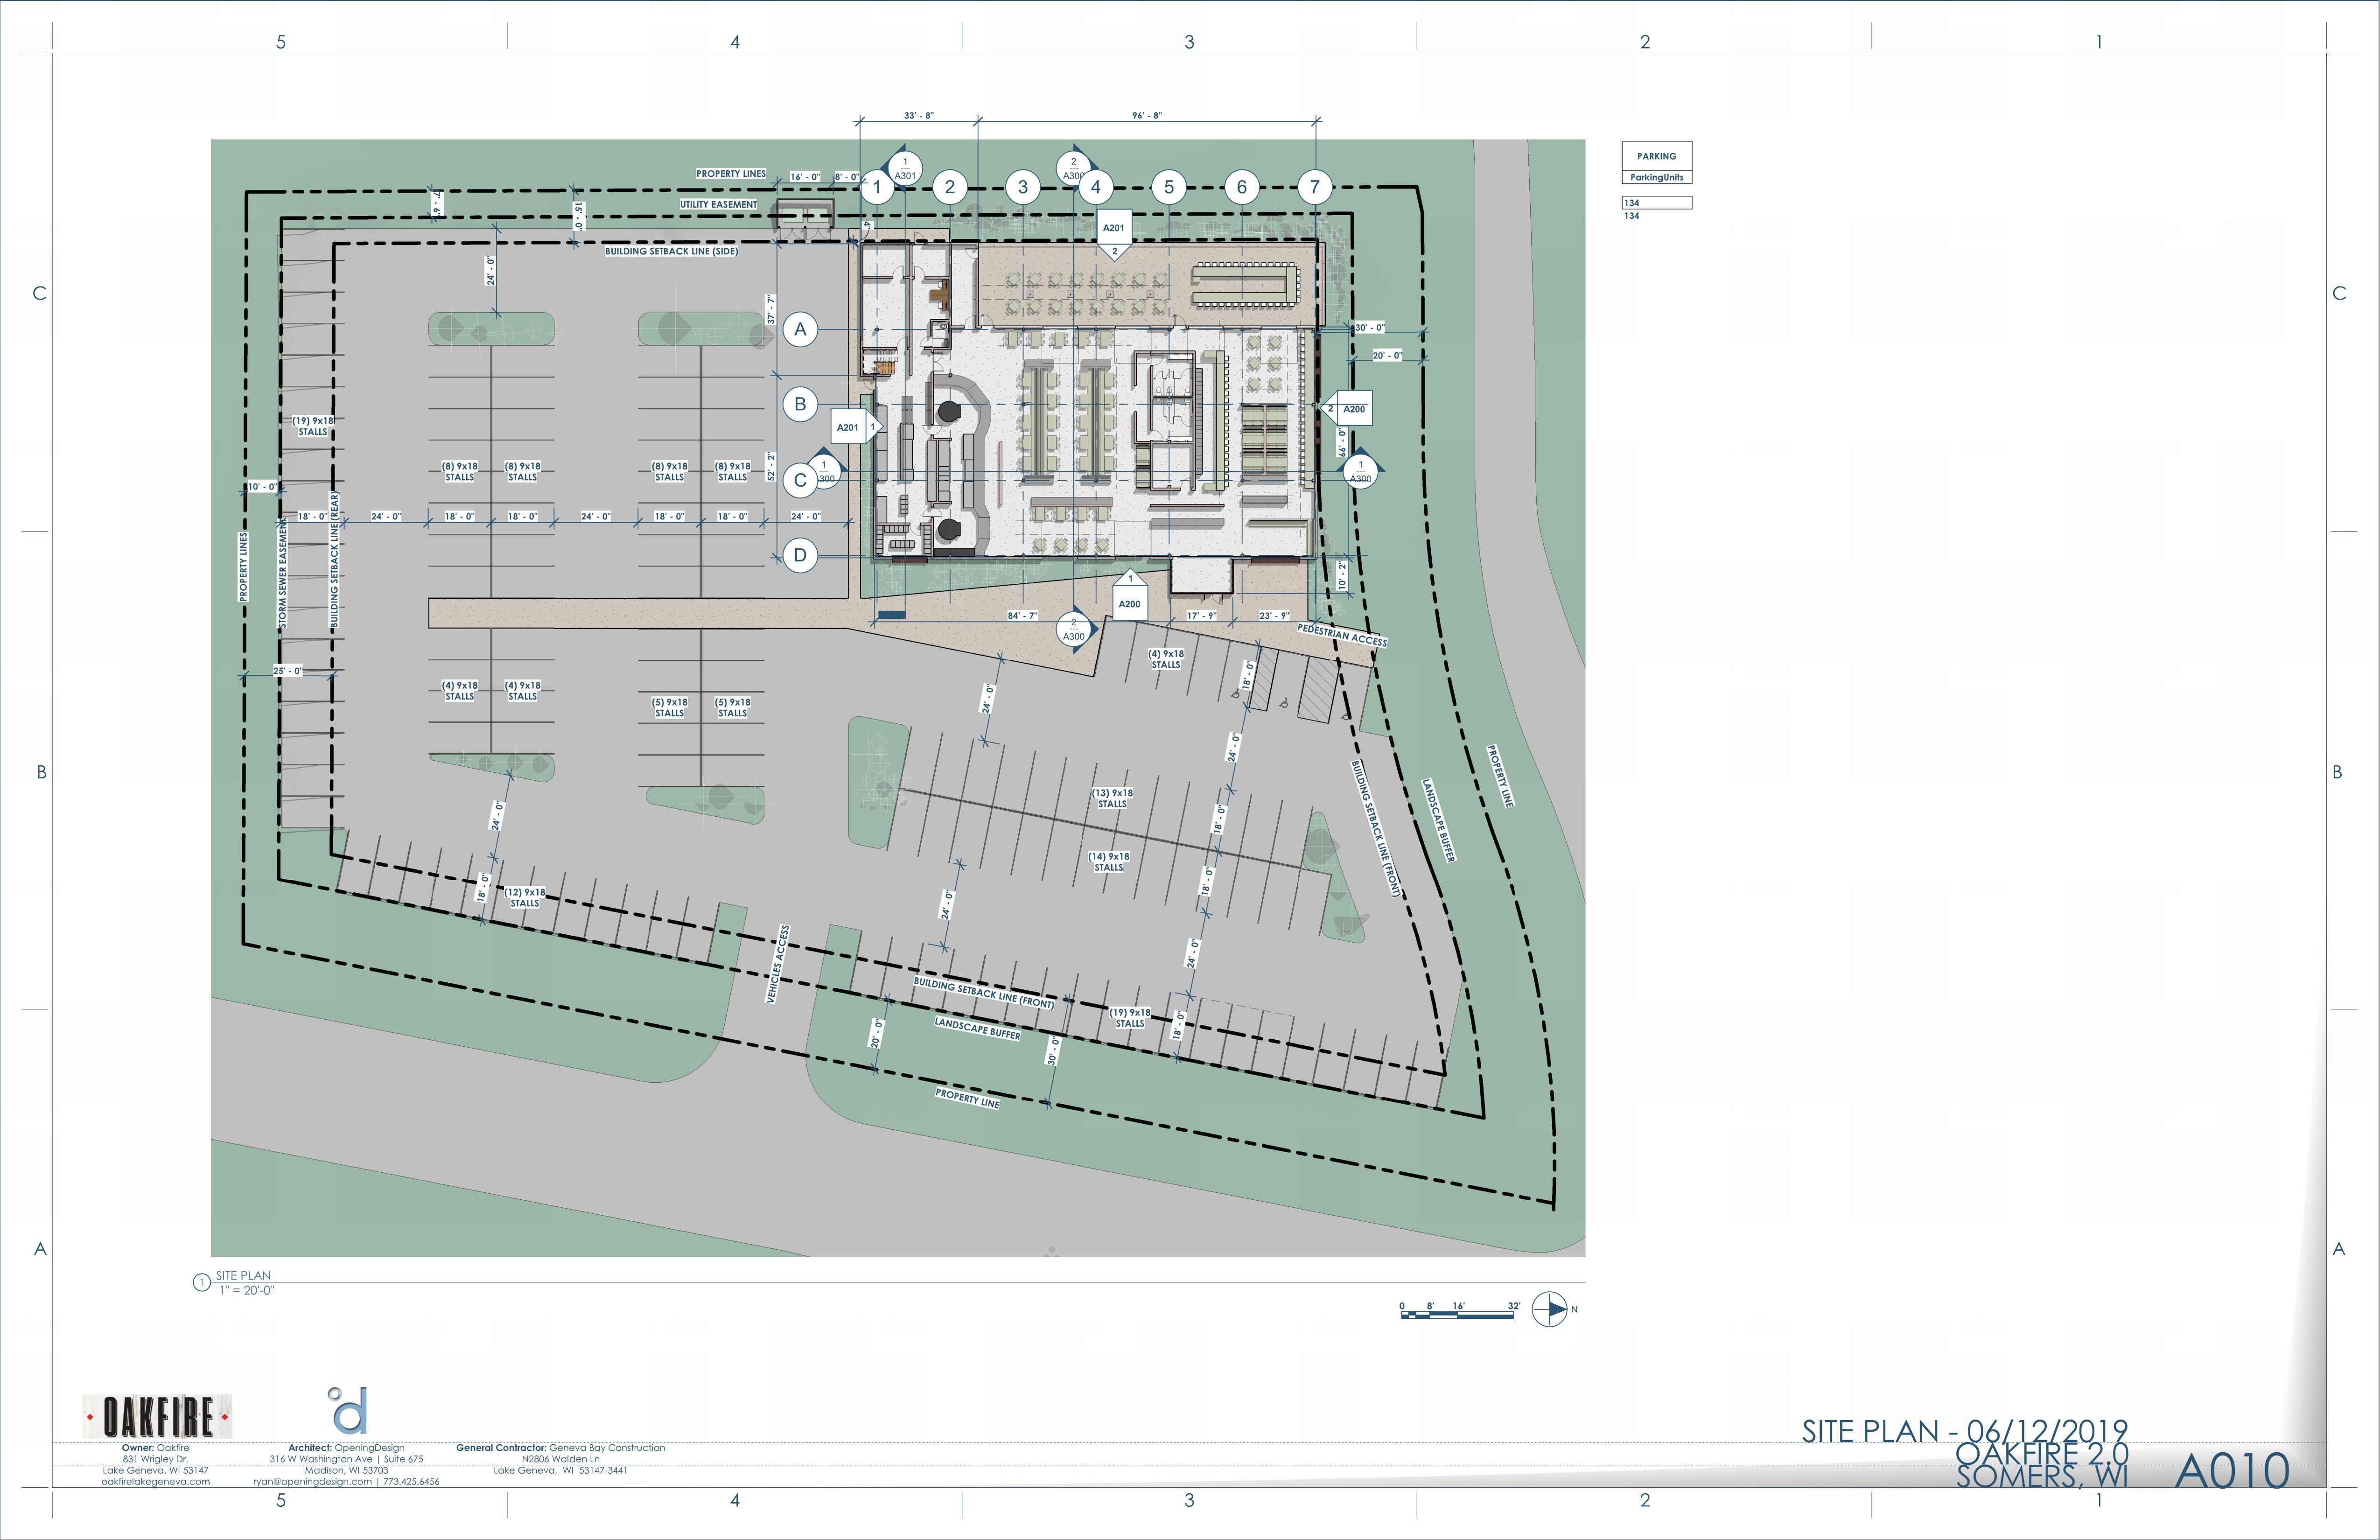 5 4 3 2 1
33' - 8" 96' - 8"
PARKING
ParkingUnits
134
134
PROPERTY LINES
16' - 0" 8' - 0"
1
A301
2
A300
1 2 3 4 5 6 7
UTILITY EASEMENT
7' - 6"
15' - 0"
BUILDING SETBACK LINE (SIDE)
A201
2
24' - 0"
C C
37' - 7"
A
30' - 0"
20' - 0"
B
A201 1
2 A200
66' - 0"
(19) 9x18
STALLS
(8) 9x18
STALLS
(8) 9x18
STALLS
(8) 9x18
STALLS
(8) 9x18
STALLS
52' - 2"
1
300
C
1
A300
10' - 0"
18' - 0" 24' - 0" 18' - 0" 18' - 0" 24' - 0" 18' - 0" 18' - 0" 24' - 0"
PROPERTY LINES
STORM SEWER EASEMENT
BUILDING SETBACK LINE (REAR)
D
10' - 2"
1
A200
84' - 7" 17' - 9" 23' - 9"
2
A300
PEDESTRIAN ACCESS
25' - 0"
(4) 9x18
STALLS
(4) 9x18
STALLS
(5) 9x18
STALLS
(5) 9x18
STALLS
(4) 9x18
STALLS
18' - 0"
24' - 0"
24' - 0"
B B
PROPERTY LINE
LANDSCAPE BUFFER
BUILDING SETBACK LINE (FRONT)
24' - 0"
(13) 9x18
STALLS
18' - 0"
(14) 9x18
STALLS
18' - 0"
18' - 0"
(12) 9x18
STALLS
24' - 0"
24' - 0"
VEHICLES ACCESS
BUILDING SETBACK LINE (FRONT)
LANDSCAPE BUFFER
(19) 9x18
STALLS
18' - 0"
20' - 0"
30' - 0"
PROPERTY LINE
A A
1 SITE PLAN
1" = 20'-0"
0 8' 16' 32'
N
OAKFIRE
d
Owner: Oakfire
831 Wrigley Dr.
Lake Geneva, WI 53147
oakfirelakegeneva.com
Architect: OpeningDesign
316 W Washington Ave | Suite 675
Madison, WI 53703
ryan@openingdesign.com | 773.425.6456
General Contractor: Geneva Bay Construction
N2806 Walden Ln
Lake Geneva, WI 53147-3441
SITE PLAN - 06/12/2019
OAKFIRE 2.0
SOMERS, WI
A010
5 4 3 2 1